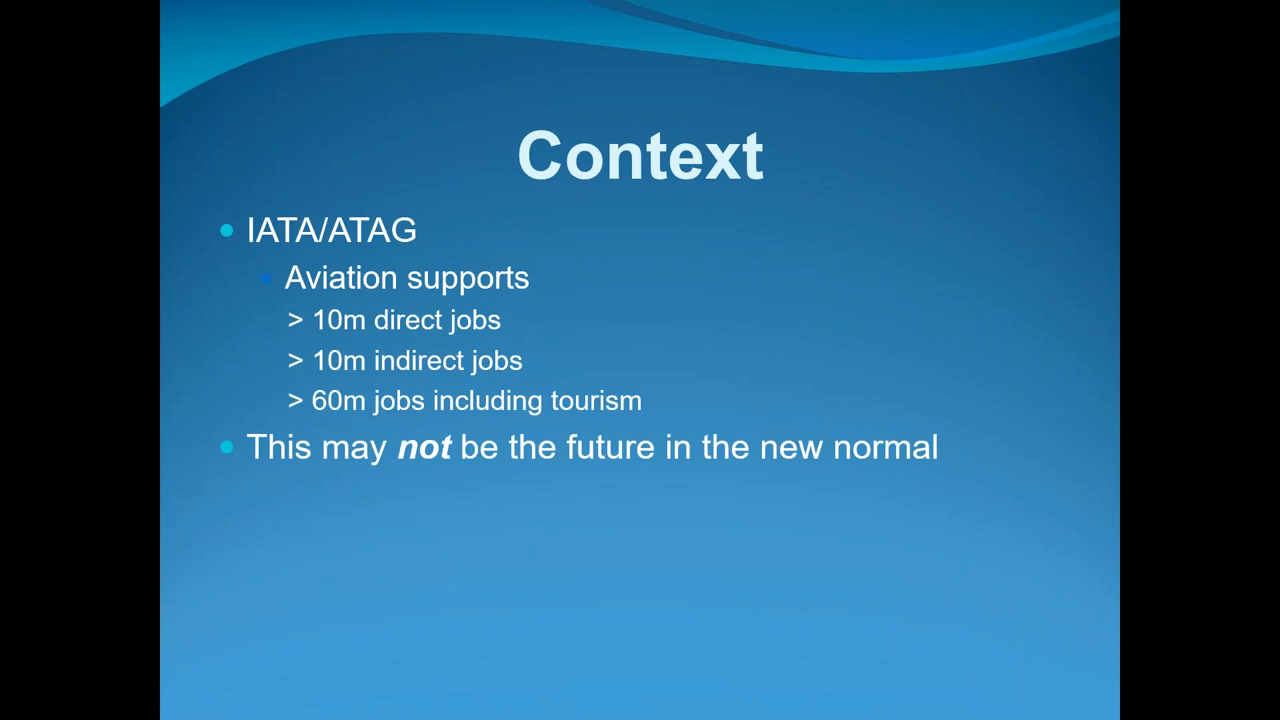 Context
IATA/ATAG
Aviation supports
> 10m direct jobs
> 10m indirect jobs
> 60m jobs including tourism
This may not be the future in the new normal